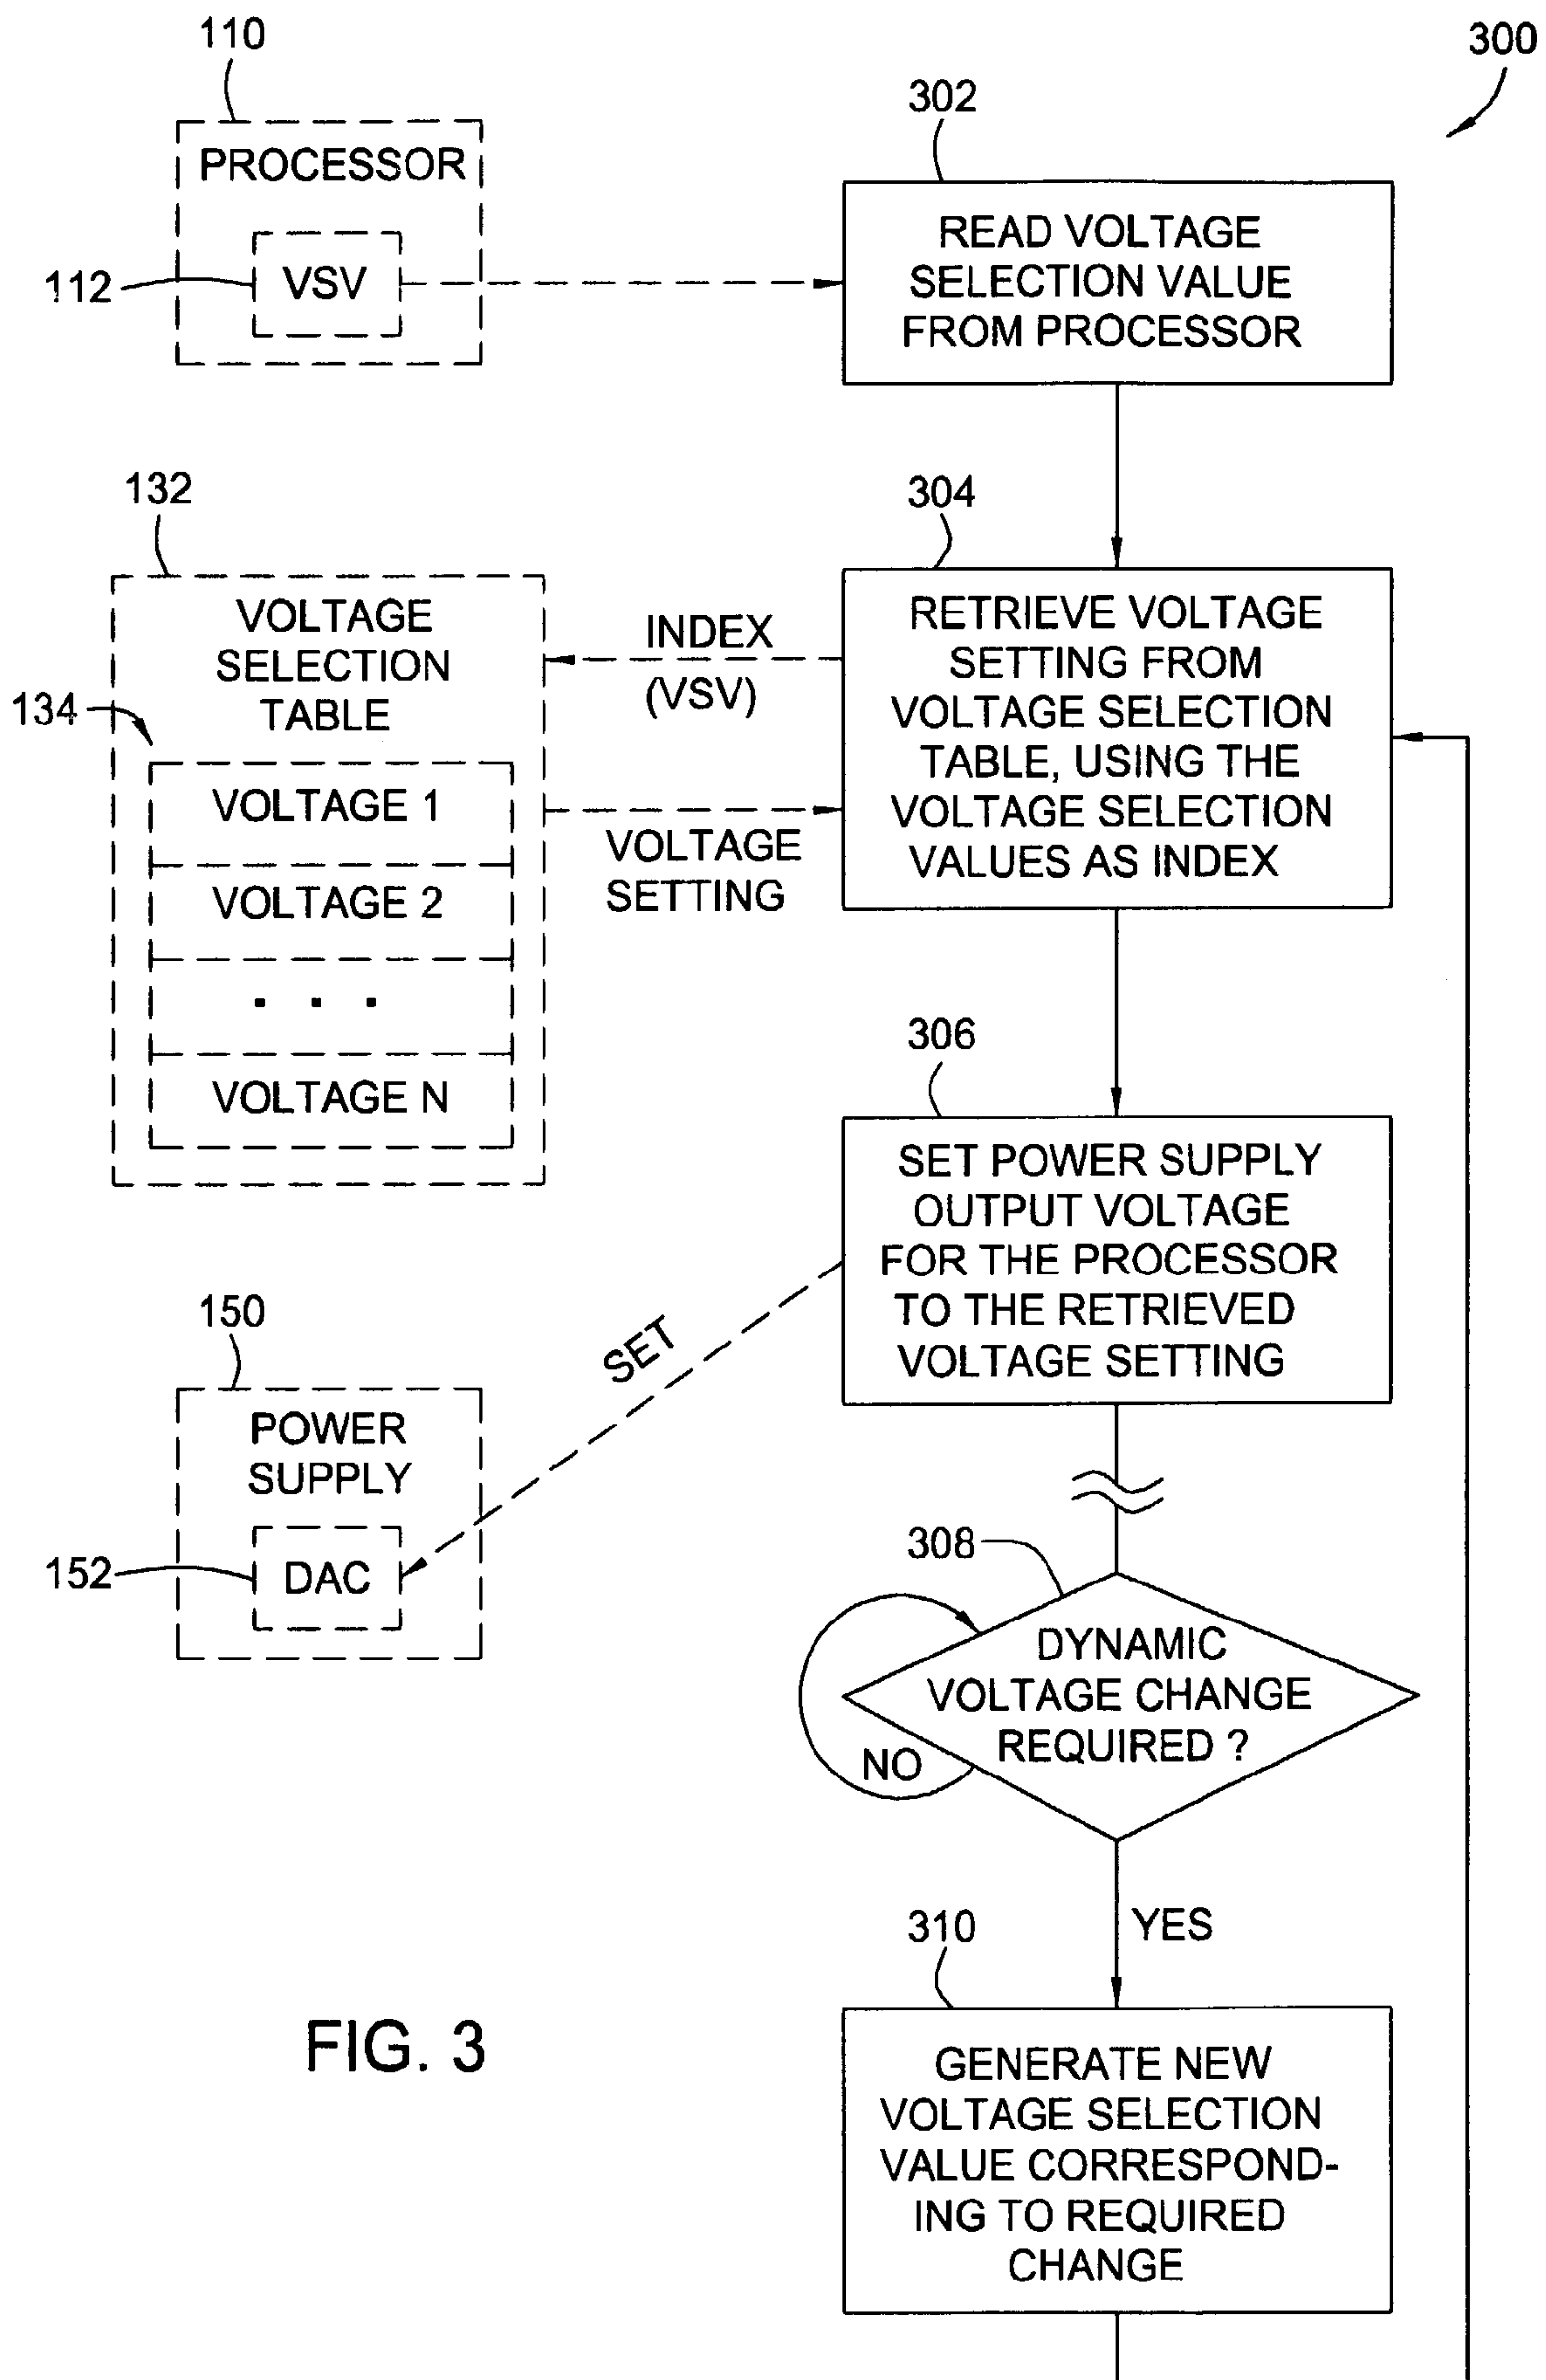 110
300
302
PROCESSOR
READ VOLTAGE
SELECTION VALUE
FROM PROCESSOR
112
VSV
132
304
VOLTAGE
SELECTION
TABLE
134
INDEX
(VSV)
RETRIEVE VOLTAGE
SETTING FROM
VOLTAGE SELECTION
TABLE, USING THE
VOLTAGE SELECTION
VALUES AS INDEX
VOLTAGE 1
VOLTAGE
SETTING
VOLTAGE 2
. . .
VOLTAGE N
306
SET POWER SUPPLY
OUTPUT VOLTAGE
FOR THE PROCESSOR
TO THE RETRIEVED
VOLTAGE SETTING
SET
150
POWER
SUPPLY
152
DAC
308
DYNAMIC
VOLTAGE CHANGE
REQUIRED ?
NO
YES
310
GENERATE NEW
VOLTAGE SELECTION
VALUE CORRESPOND-
ING TO REQUIRED
CHANGE
FIG. 3